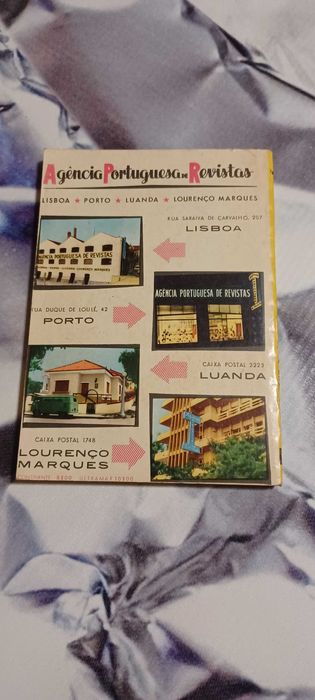 Agência Portuguesa DE Revistas
LISBOA ★ PORTO ★ LUANDA ★ LOURENÇO MARQUES
RUA SARAIVA DE CARVALHO, 207
LISBOA
AGÊNCIA PORTUGUESA DE REVISTAS
AGÊNCIA PORTUGUESA DE REVISTAS
RUA DUQUE DE LOULÉ, 42
PORTO
CAIXA POSTAL 2223
LUANDA
CAIXA POSTAL 1748
LOURENÇO
MARQUES